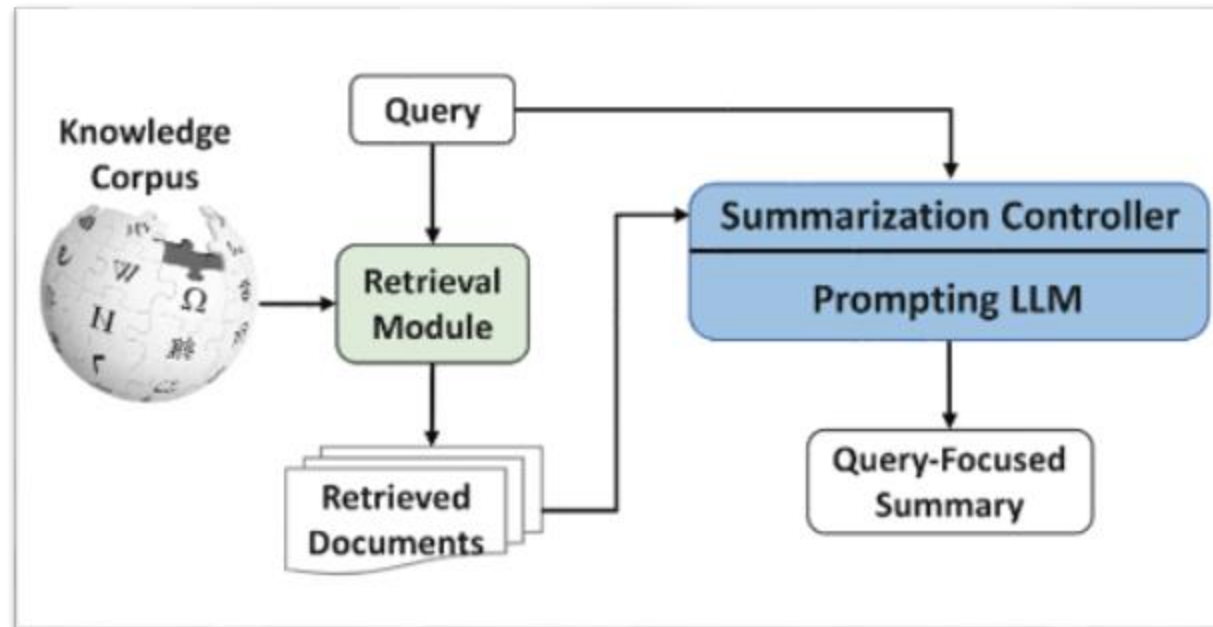 Query
Knowledge
Corpus
Summarization Controller
Prompting LLM
Retrieval
Module
Ω
W
Retrieved
Documents
Query-Focused
Summary